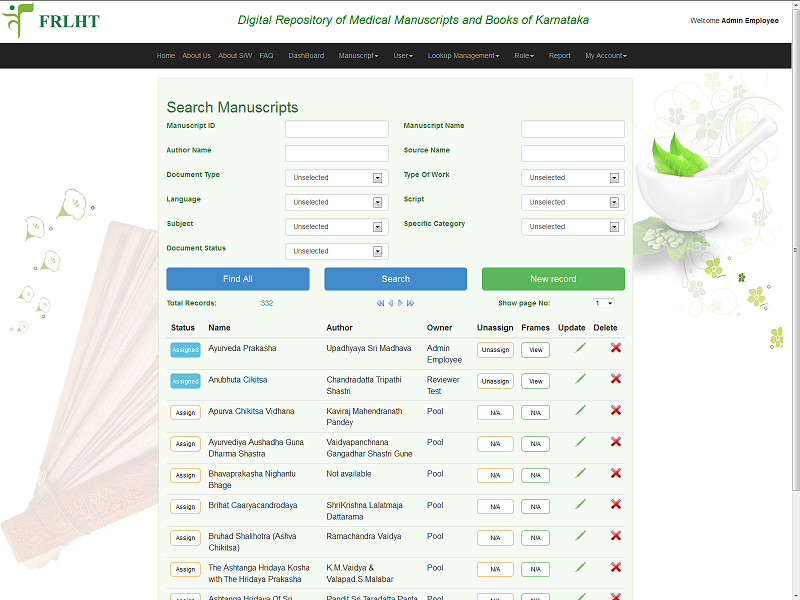 FRLHT
Digital Repository of Medical Manuscripts and Books of Karnataka
Welcome Admin Employee
Home About Us About S/W FAQ DashBoard Manuscript User Lookup Management Role Report My Account
Search Manuscripts
Manuscript ID Manuscript Name
Author Name Source Name
Document Type Unselected Type Of Work Unselected
Language Unselected Script Unselected
Subject Unselected Specific Category Unselected
Document Status Unselected
Find All Search New record
Total Records: 332 Show page No: 1
Status Name Author Owner Unassign Frames Update Delete
Assigned Ayurveda Prakasha Upadhyaya Sri Madhava Admin Unassign View
Employee
Assigned Anubhuta Cikitsa Chandradatta Tripathi Reviewer Unassign View
Shastri Test
Assign Apurva Chikitsa Vidhana Kaviraj Mahendranath Pool N/A N/A
Pandey
Assign Ayurvediya Aushadha Guna Vaidyapanchnana Pool N/A N/A
Dharma Shastra Gangadhar Shastri Gune
Assign Bhavaprakasha Nighantu Not available Pool N/A N/A
Bhage
Assign Brihat Caaryacandrodaya ShriKrishna Lalatmaja Pool N/A N/A
Dattarama
Assign Bruhad Shalihotra (Ashva Ramachandra Vaidya Pool N/A N/A
Chikitsa)
Assign The Ashtanga Hridaya Kosha K.M.Vaidya & Pool N/A N/A
with The Hridaya Prakasha Valapad.S.Malabar
Assign Ashtanga Hridaya Of Sri Pandit Sri Taradatta Panta Pool N/A N/A